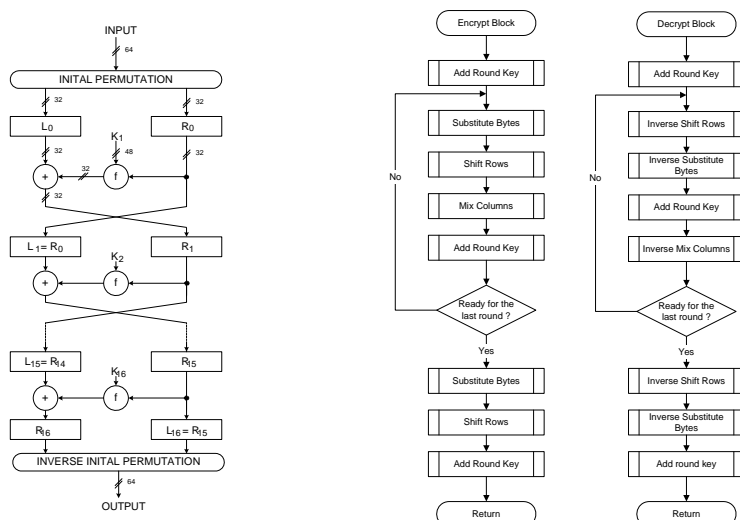 INPUT
64
INITAL PERMUTATION
32
32
L0
R0
K1
32
48
32
32
+
f
32
L1= R0
R1
K2
+
f
L15= R14
R15
K16
+
f
R16
L16= R15
INVERSE INITAL PERMUTATION
64
OUTPUT
Encrypt Block
Add Round Key
Substitute Bytes
Shift Rows
No
Mix Columns
Add Round Key
Ready for the
last round ?
Yes
Substitute Bytes
Shift Rows
Add Round Key
Return
Decrypt Block
Add Round Key
Inverse Shift Rows
Inverse Substitute
Bytes
No
Add Round Key
Inverse Mix Columns
Ready for the
last round ?
Yes
Inverse Shift Rows
Inverse Substitute
Bytes
Add round key
Return